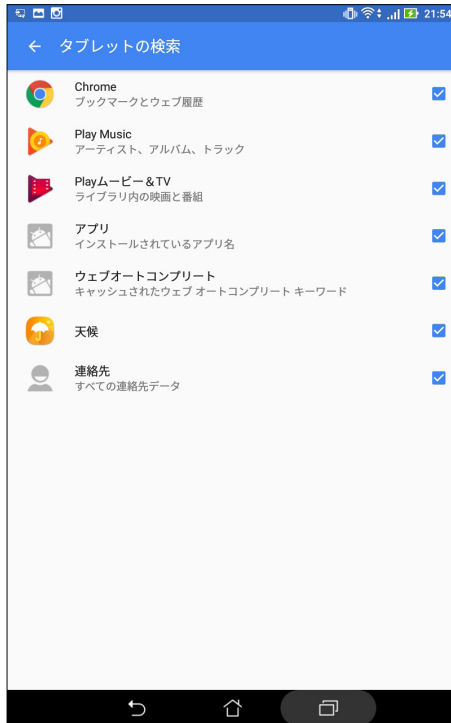 21:54
タブレットの検索
Chrome
ブックマークとウェブ履歴
Play Music
アーティスト、アルバム、トラック
Playムービー＆TV
ライブラリ内の映画と番組
アプリ
インストールされているアプリ名
ウェブオートコンプリート
キャッシュされたウェブ オートコンプリート キーワード
天候
連絡先
すべての連絡先データ